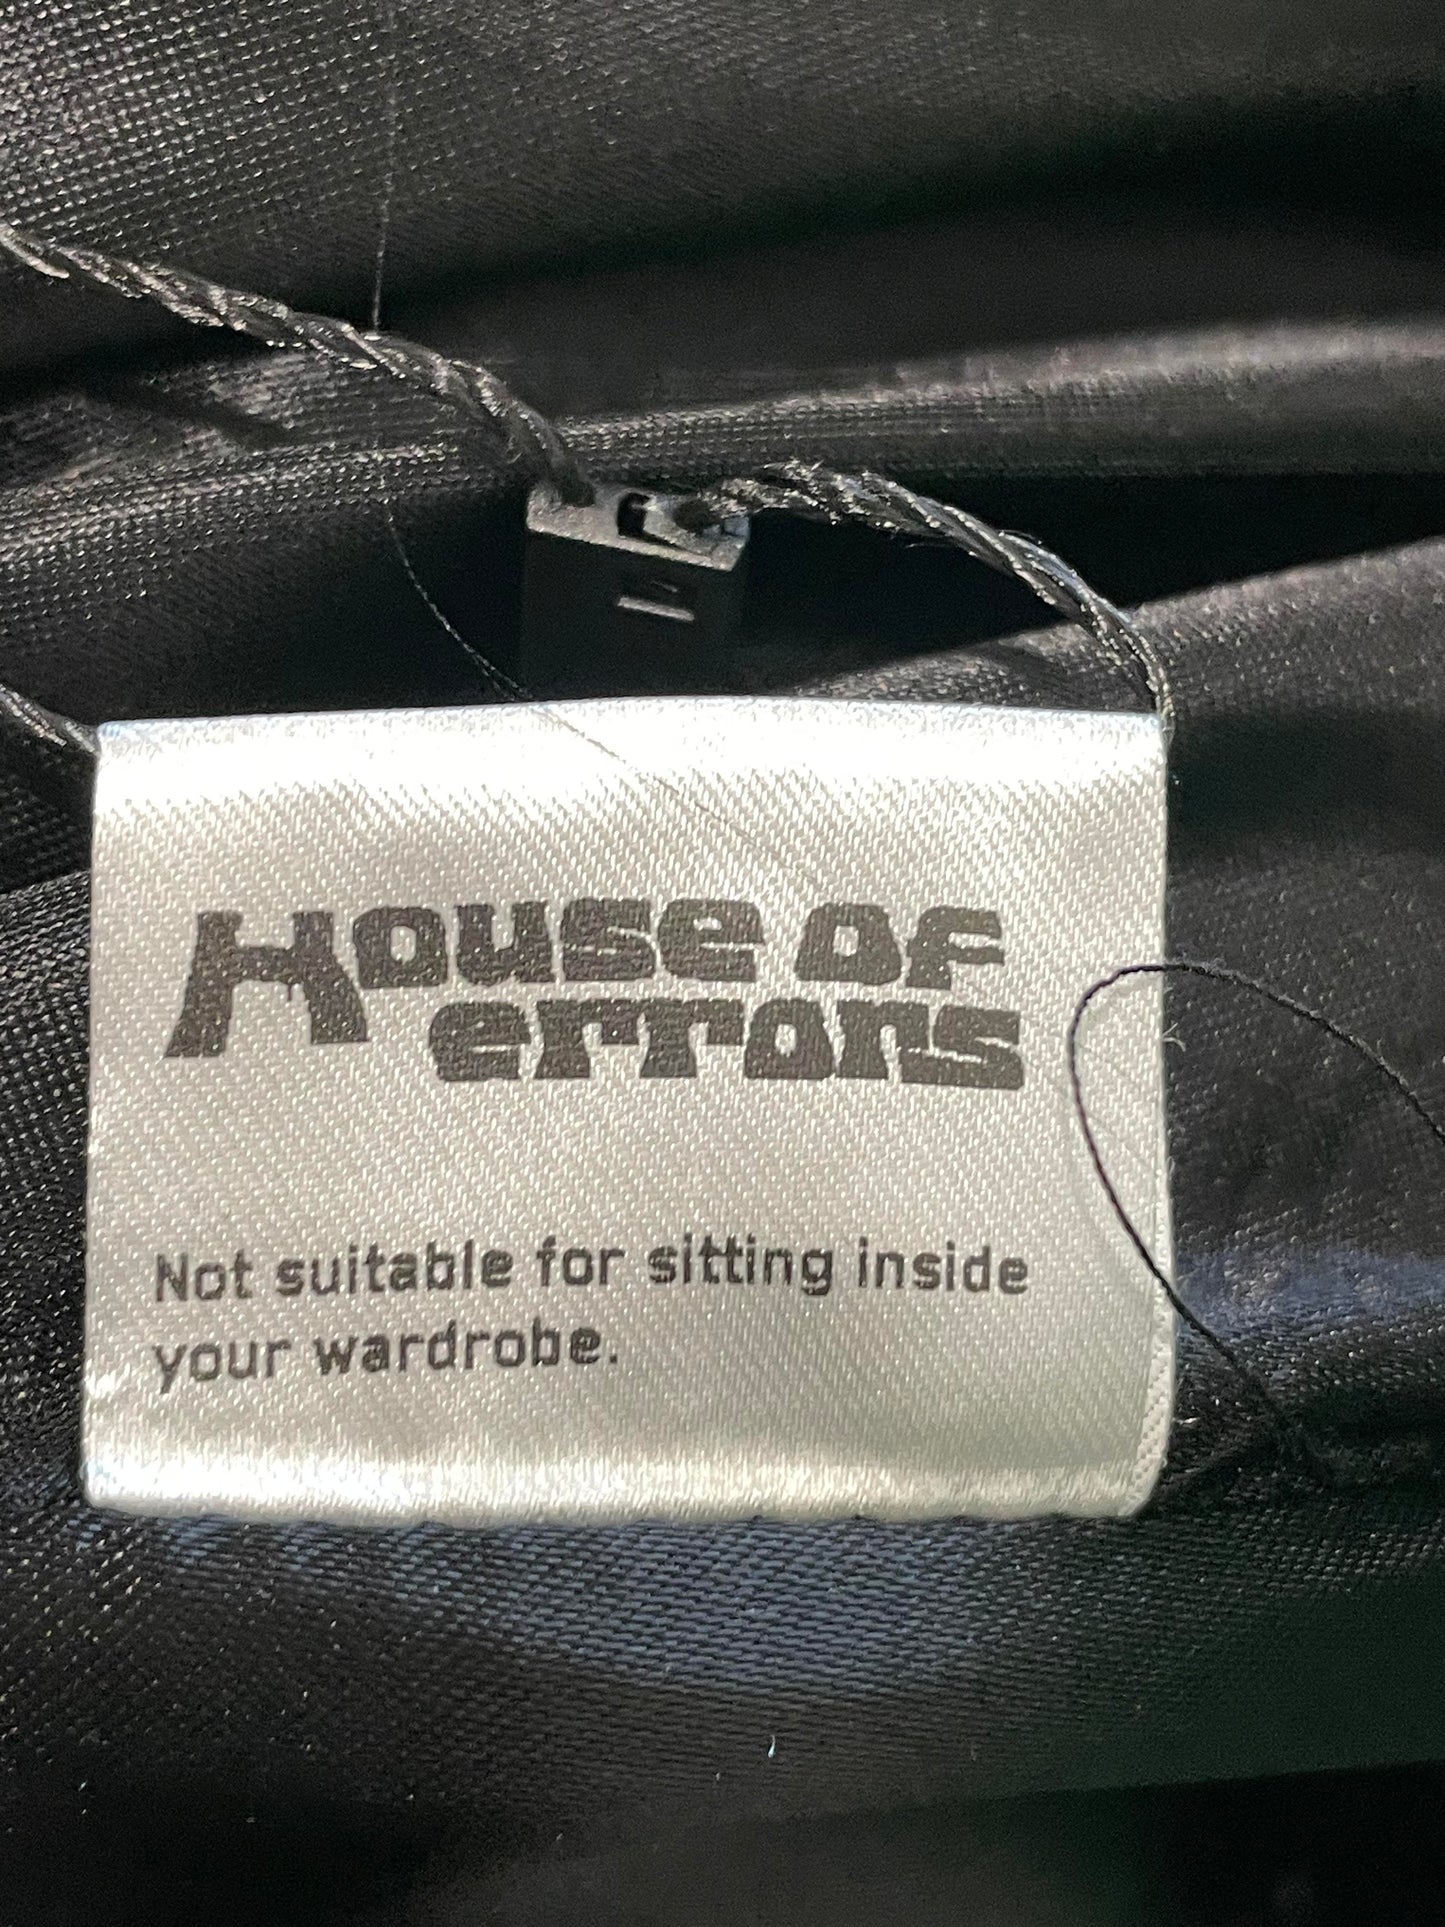 House of
errors
Not suitable for sitting inside
your wardrobe.